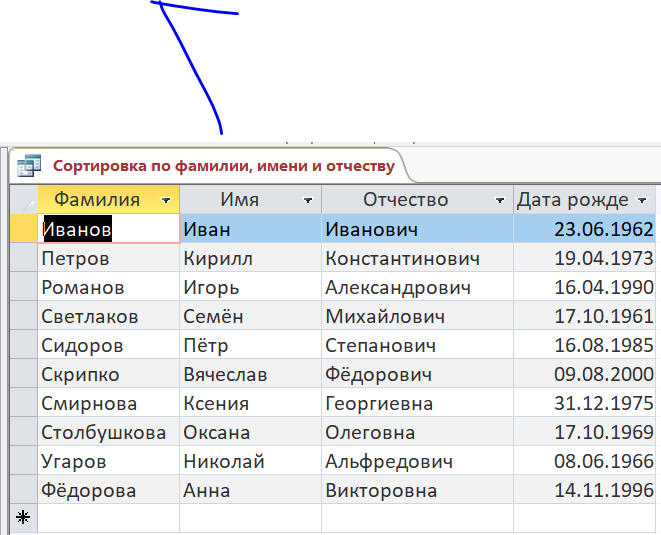 Сортировка по фамилии, имени и отчеству
Фамилия Имя Отчество Дата рожде
Иванов Иван Иванович 23.06.1962
Петров Кирилл Константинович 19.04.1973
Романов Игорь Александрович 16.04.1990
Светлаков Семён Михайлович 17.10.1961
Сидоров Пётр Степанович 16.08.1985
Скрипко Вячеслав Фёдорович 09.08.2000
Смирнова Ксения Георгиевна 31.12.1975
Столбушкова Оксана Олеговна 17.10.1969
Угаров Николай Альфредович 08.06.1966
Фёдорова Анна Викторовна 14.11.1996